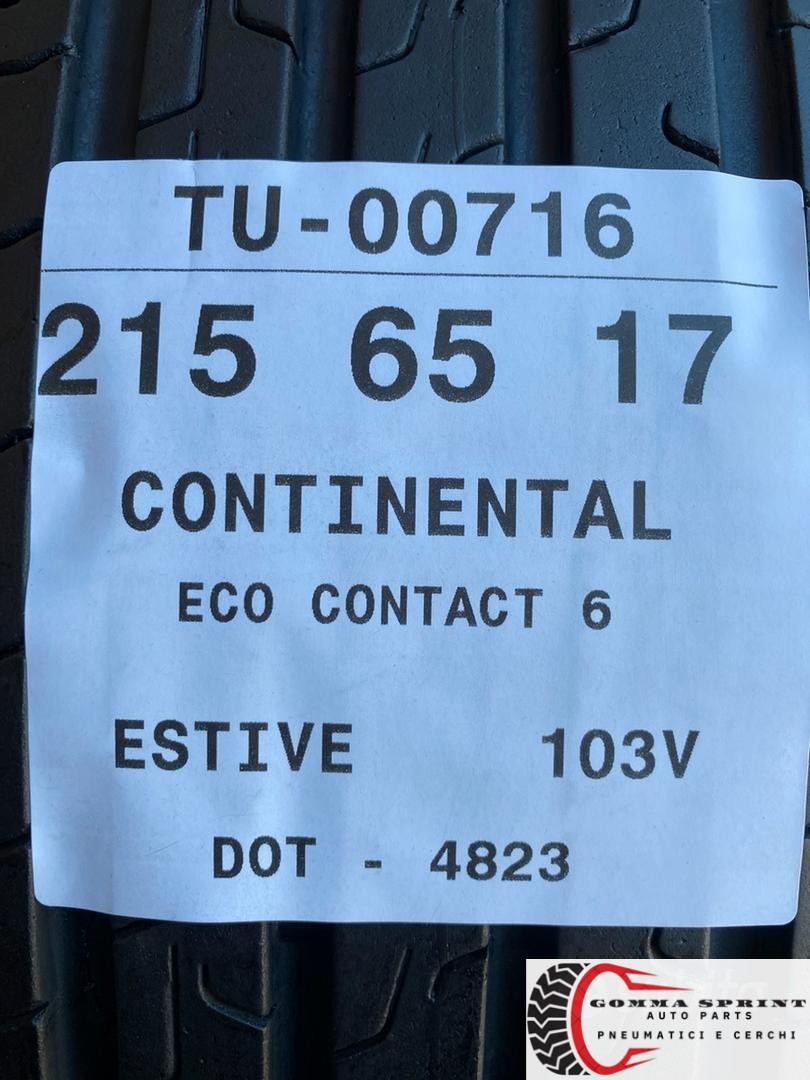 TU-00716
215 65 17
CONTINENTAL
ECO CONTACT 6
ESTIVE 103V
DOT - 4823
GOMMA SPRINT
AUTO PARTS
PNEUMATICI E CERCHI